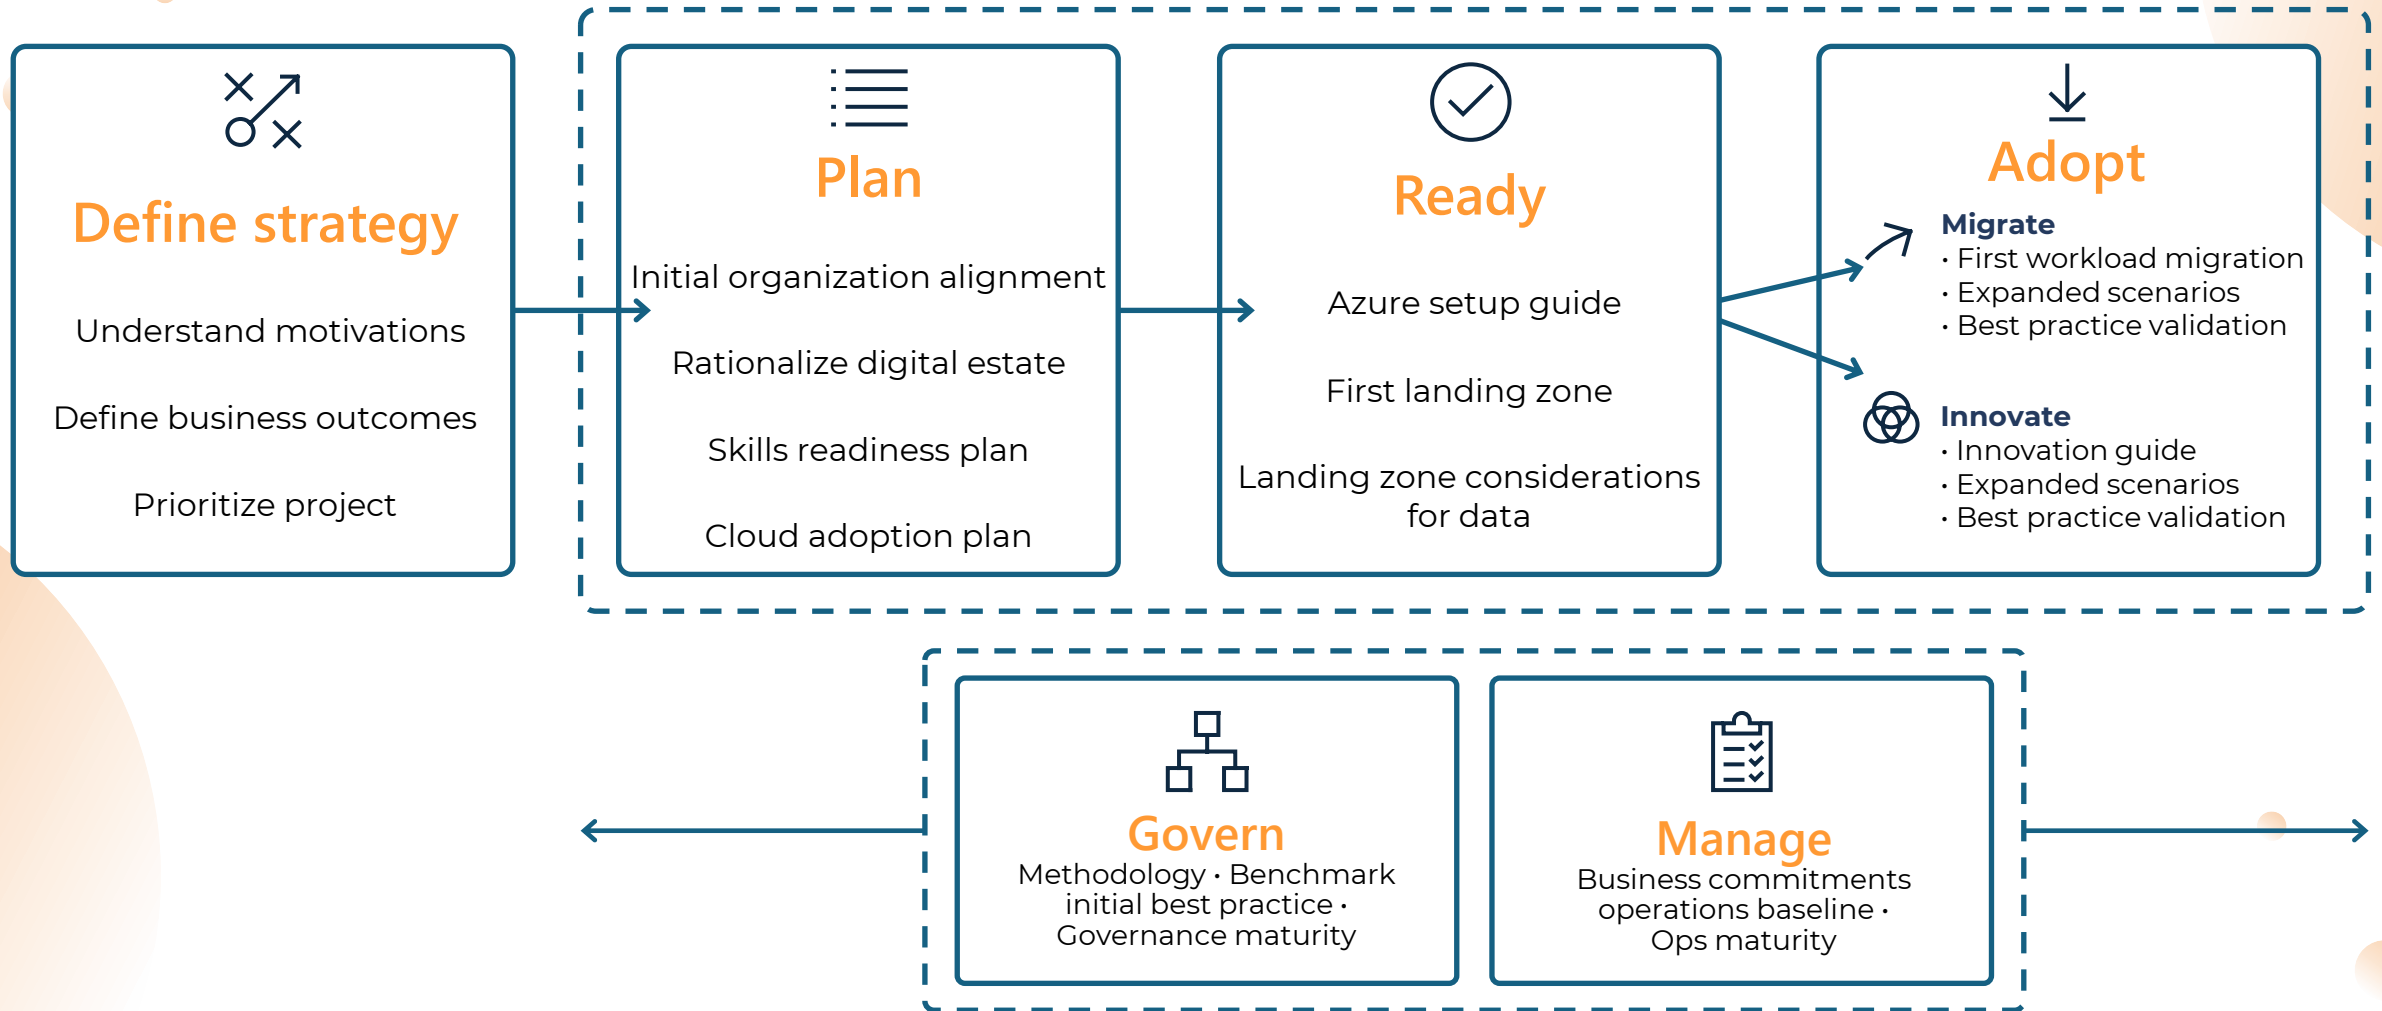 Define strategy
Understand motivations
Define business outcomes
Prioritize project
Plan
Initial organization alignment
Rationalize digital estate
Skills readiness plan
Cloud adoption plan
Ready
Azure setup guide
First landing zone
Landing zone considerations
for data
Adopt
Migrate
· First workload migration
· Expanded scenarios
· Best practice validation
Innovate
· Innovation guide
· Expanded scenarios
· Best practice validation
Govern
Methodology · Benchmark
initial best practice ·
Governance maturity
Manage
Business commitments
operations baseline ·
Ops maturity